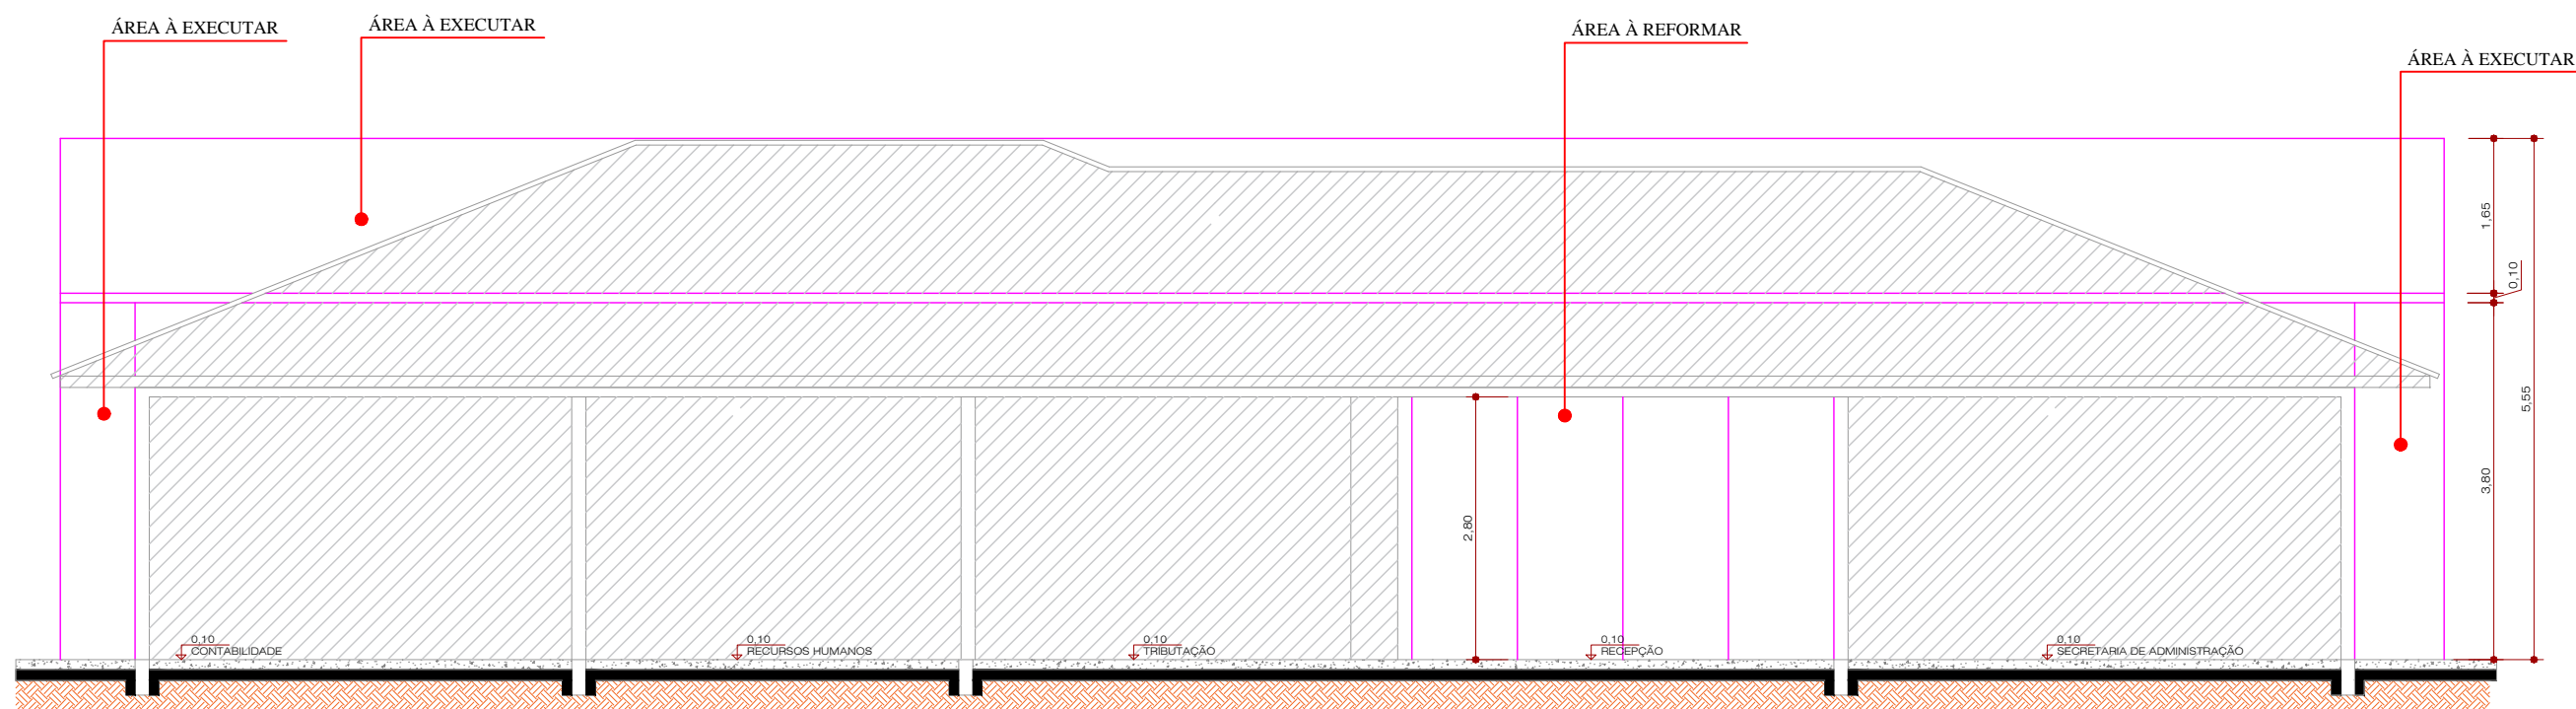 ÁREA À EXECUTAR
ÁREA À EXECUTAR
ÁREA À REFORMAR
ÁREA À EXECUTAR
1,65
0,10
5,55
3,80
2,80
0,10
CONTABILIDADE
0,10
RECURSOS HUMANOS
0,10
TRIBUTAÇÃO
0,10
RECEPÇÃO
0,10
SECRETARIA DE ADMINISTRAÇÃO